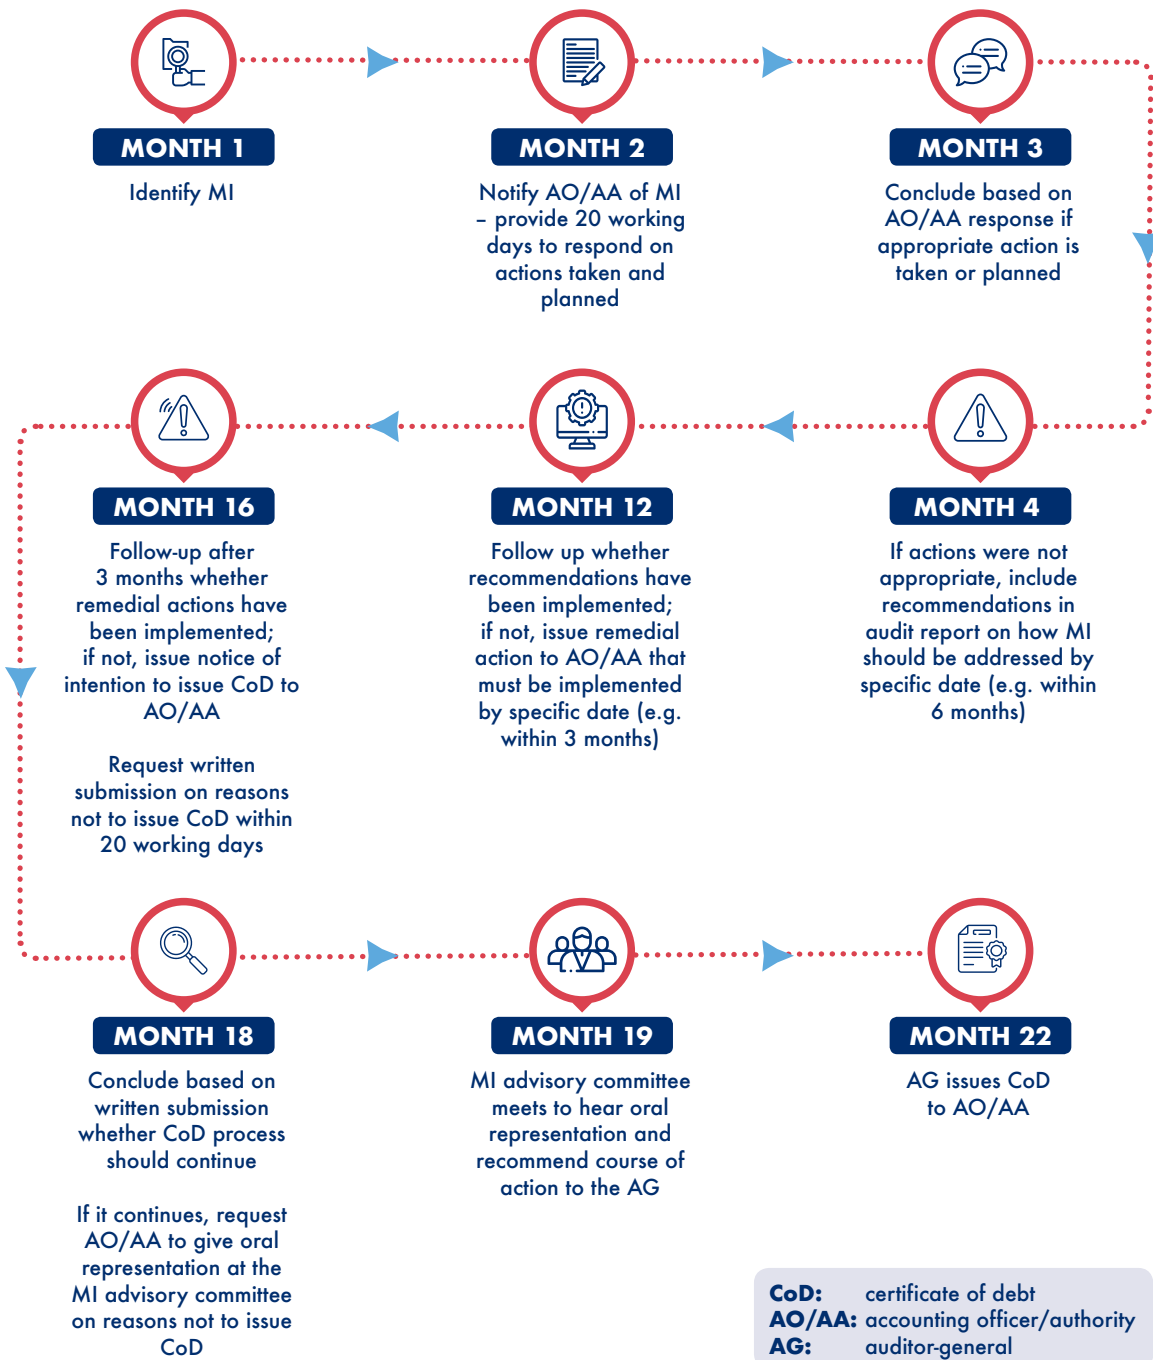 MONTH 1
Identify MI
MONTH 2
Notify AO/AA of MI
– provide 20 working
days to respond on
actions taken and
planned
MONTH 3
Conclude based on
AO/AA response if
appropriate action is
taken or planned
MONTH 4
If actions were not
appropriate, include
recommendations in
audit report on how MI
should be addressed by
specific date (e.g. within
6 months)
MONTH 12
Follow up whether
recommendations have
been implemented;
if not, issue remedial
action to AO/AA that
must be implemented
by specific date (e.g.
within 3 months)
MONTH 16
Follow-up after
3 months whether
remedial actions have
been implemented;
if not, issue notice of
intention to issue CoD to
AO/AA
Request written
submission on reasons
not to issue CoD within
20 working days
MONTH 18
Conclude based on
written submission
whether CoD process
should continue
If it continues, request
AO/AA to give oral
representation at the
MI advisory committee
on reasons not to issue
CoD
MONTH 19
MI advisory committee
meets to hear oral
representation and
recommend course of
action to the AG
MONTH 22
AG issues CoD
to AO/AA
CoD: certificate of debt
AO/AA: accounting officer/authority
AG: auditor-general